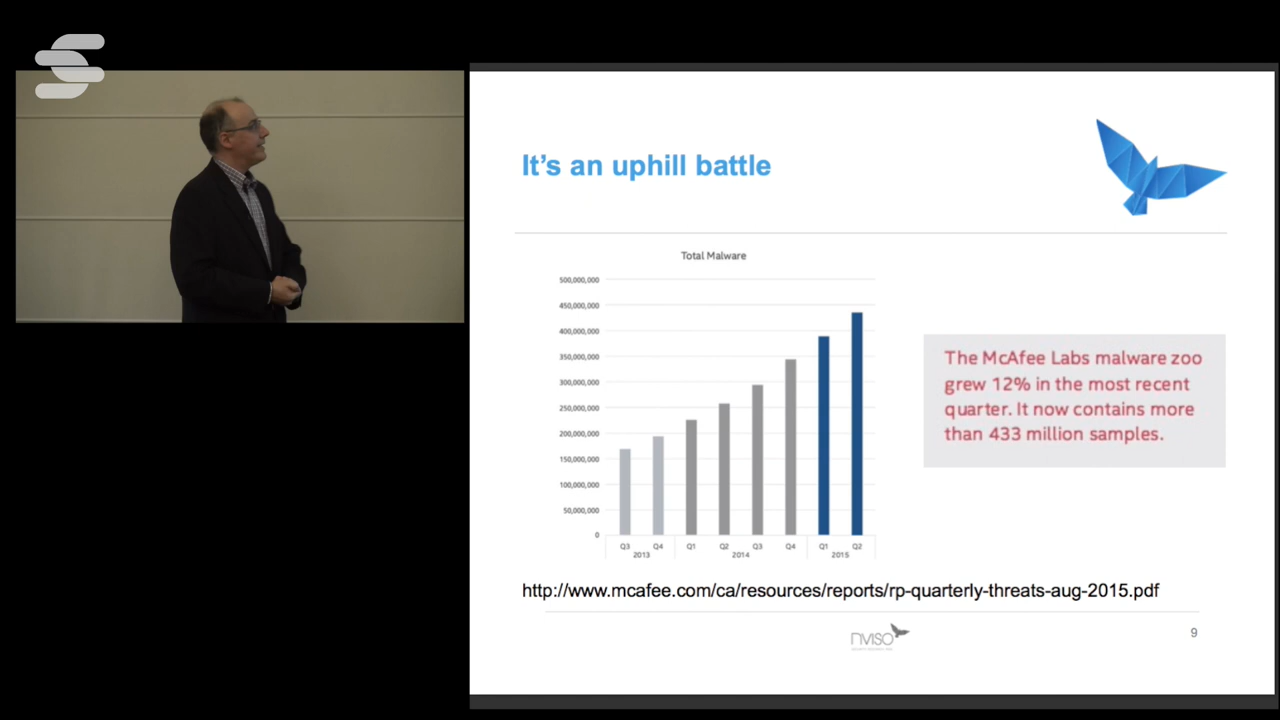 It's an uphill battle
Total Malware
500,000,000
450,000,000
400,000,000
350,000,000
300,000,000
250,000,000
200,000,000
150,000,000
100,000,000
50,000,000
0
Q3 Q4 Q1 Q2 Q3 Q4 Q1 Q2
2013 2014 2015
The McAfee Labs malware zoo
grew 12% in the most recent
quarter. It now contains more
than 433 million samples.
http://www.mcafee.com/ca/resources/reports/rp-quarterly-threats-aug-2015.pdf
NVISO
9